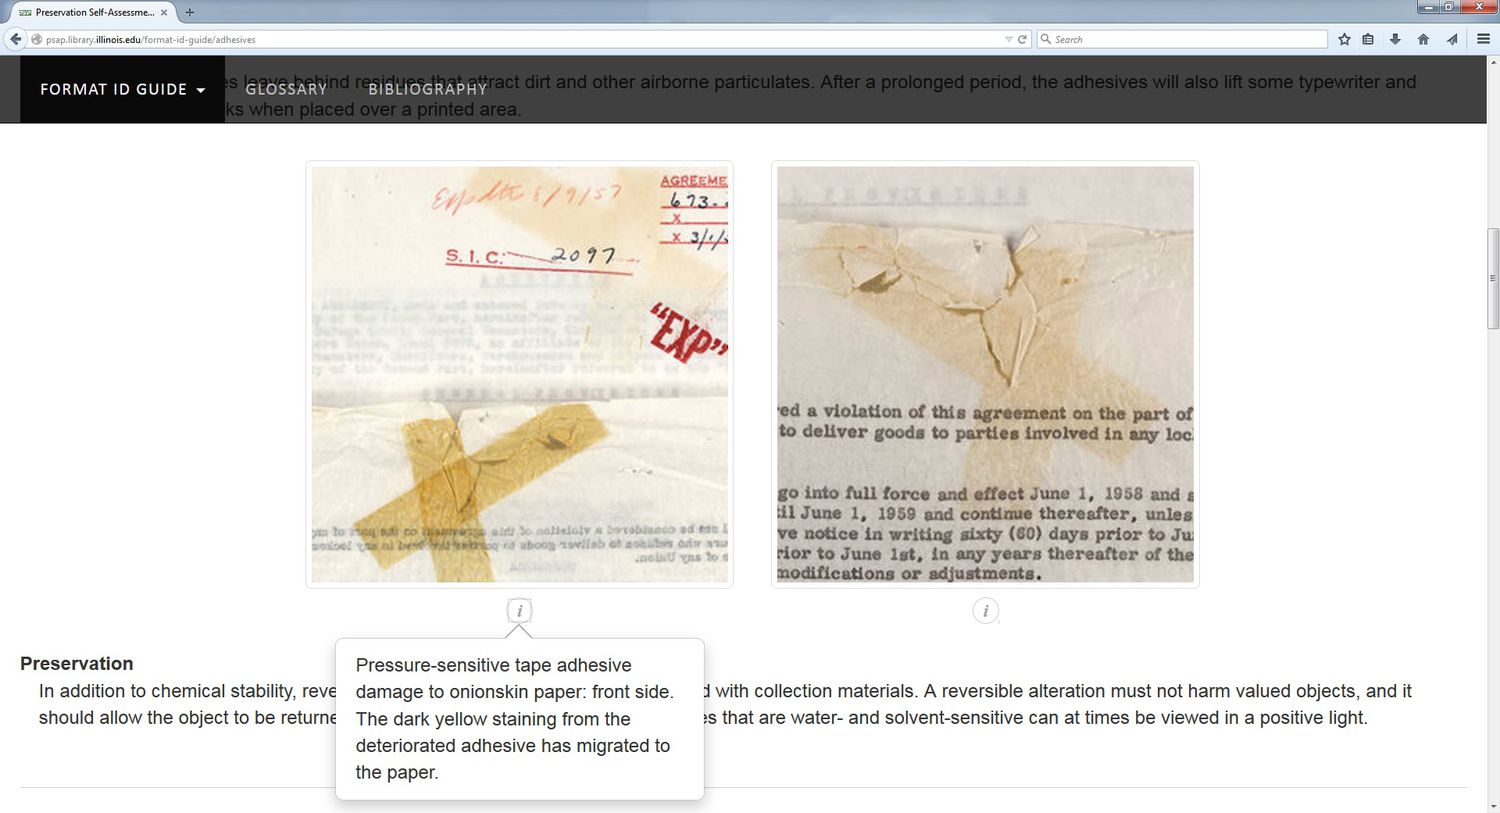 Preservation Self-Assessme...
psap.library.illinois.edu/format-id-guide/adhesives
Search
FORMAT ID GUIDE
GLOSSARY
BIBLIOGRAPHY
es leave behind residues that attract dirt and other airborne particulates. After a prolonged period, the adhesives will also lift some typewriter and
ks when placed over a printed area.
8/9/57
AGREEME
673-
X
X 3/1/
S. I. C. 2097
"EXP"
red a violation of this agreement on the part of
to deliver goods to parties involved in any loc
go into full force and effect June 1, 1958 and s
il June 1, 1959 and continue thereafter, unles
ve notice in writing sixty (60) days prior to Ju
rior to June 1st, in any years thereafter of the
modifications or adjustments.
i
i
Pressure-sensitive tape adhesive
damage to onionskin paper: front side.
The dark yellow staining from the
deteriorated adhesive has migrated to
the paper.
Preservation
In addition to chemical stability, reve
d with collection materials. A reversible alteration must not harm valued objects, and it
should allow the object to be returne
es that are water- and solvent-sensitive can at times be viewed in a positive light.